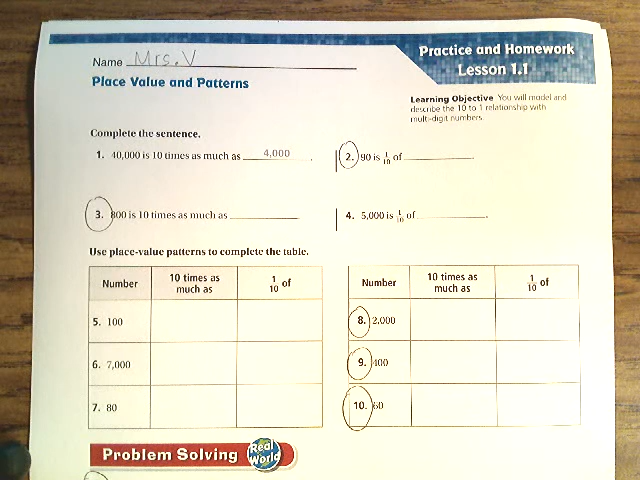 Name Mrs. V
Practice and Homework
Lesson 1.1
Place Value and Patterns
Learning Objective You will model and
describe the 10 to 1 relationship with
multi-digit numbers.
Complete the sentence.
1. 40,000 is 10 times as much as 4,000 .
2. 90 is 1/10 of
3. 800 is 10 times as much as
4. 5,000 is 1/10 of .
Use place-value patterns to complete the table.
Number 10 times as much as 1/10 of
5. 100
6. 7,000
7. 80
Number 10 times as much as 1/10 of
8. 2,000
9. 400
10. 60
Problem Solving Real World